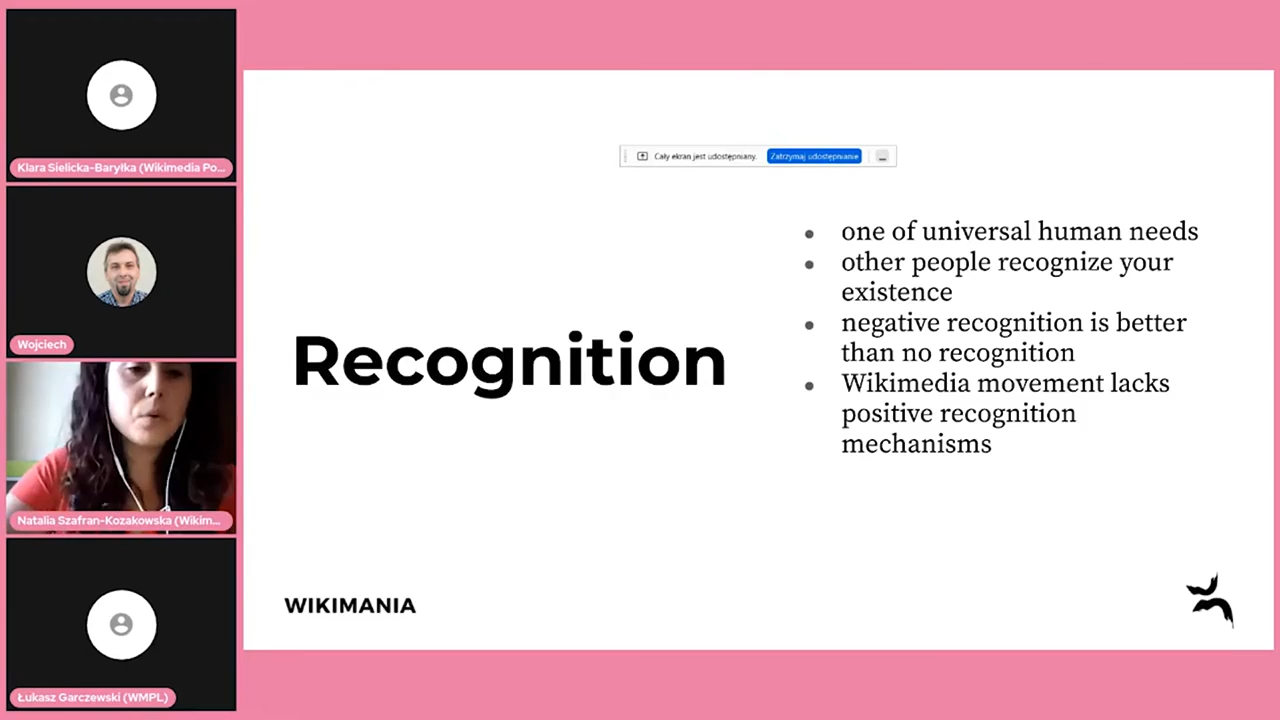 Klara Sielicka-Baryłka (Wikimedia Po...
Wojciech
Natalia Szafran-Kozakowska (Wikim...
Łukasz Garczewski (WMPL)
Cały ekran jest udostępniany.
Zatrzymaj udostępnianie
Recognition
one of universal human needs
other people recognize your
existence
negative recognition is better
than no recognition
Wikimedia movement lacks
positive recognition
mechanisms
WIKIMANIA